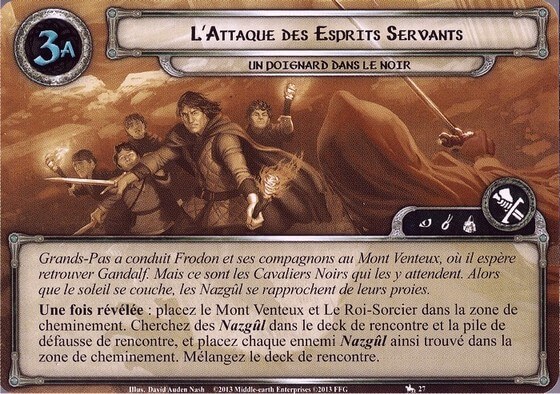 3A
L'Attaque des Esprits Servants
Un Poignard dans le Noir
Grands-Pas a conduit Frodon et ses compagnons au Mont Venteux, où il espère
retrouver Gandalf. Mais ce sont les Cavaliers Noirs qui les y attendent. Alors
que le soleil se couche, les Nazgûl se rapprochent de leurs proies.
Une fois révélée : placez le Mont Venteux et Le Roi-Sorcier dans la zone de
cheminement. Cherchez des Nazgûl dans le deck de rencontre et la pile de
défausse de rencontre, et placez chaque ennemi Nazgûl ainsi trouvé dans la
zone de cheminement. Mélangez le deck de rencontre.
Illus. David Auden Nash ©2013 Middle-earth Enterprises ©2013 FFG 27